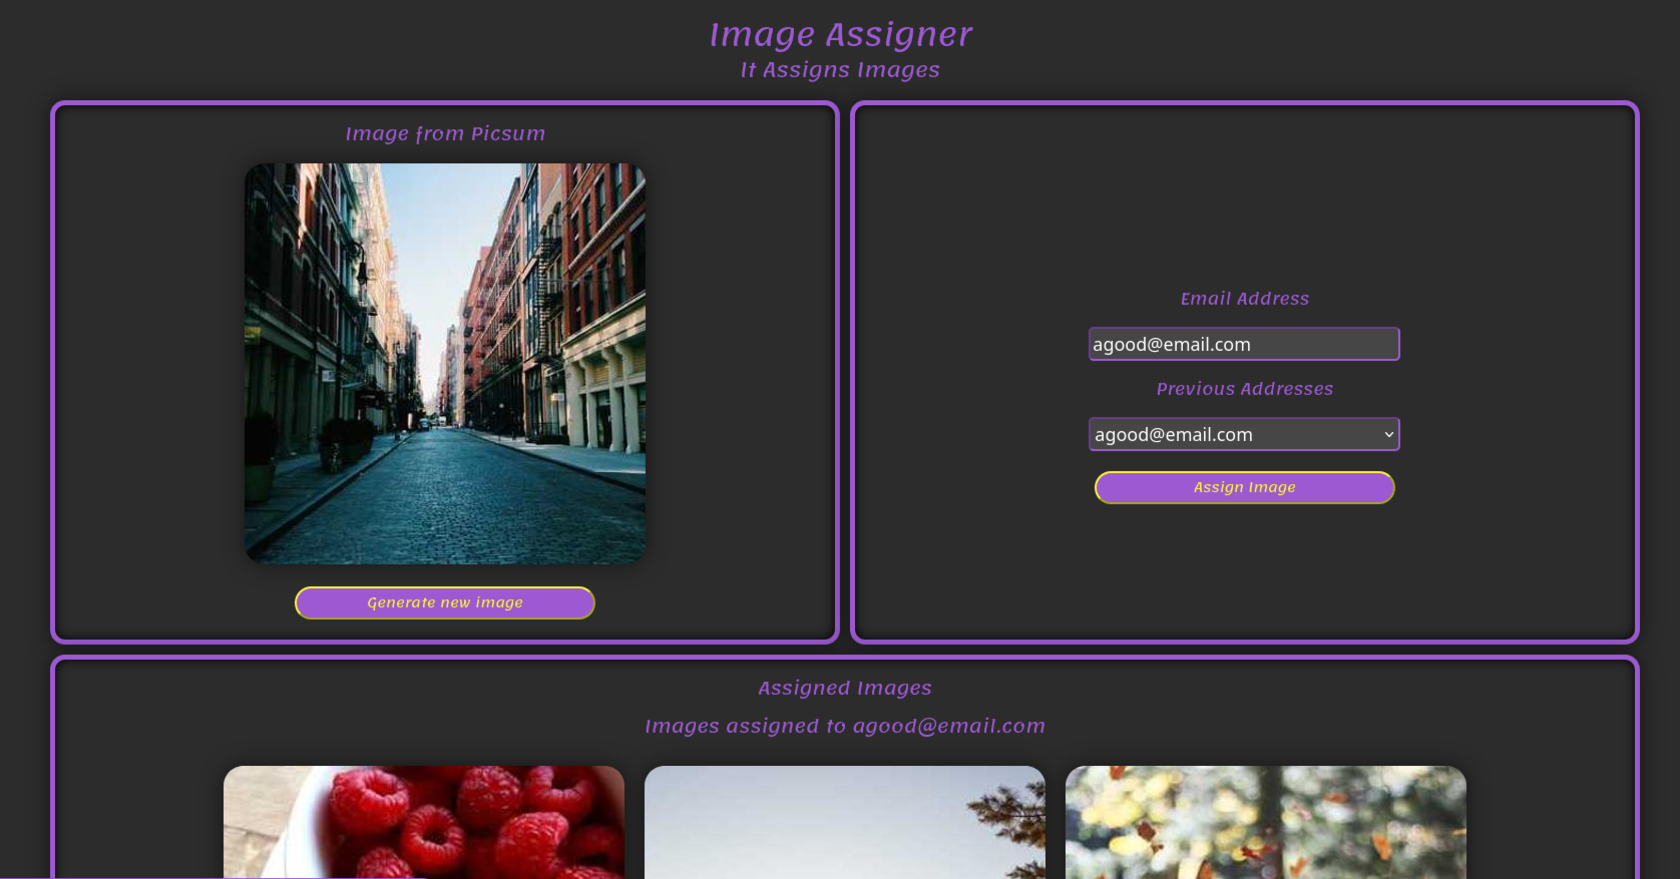 Image Assigner
It Assigns Images
Image from Picsum
Generate new image
Email Address
agood@email.com
Previous Addresses
agood@email.com
Assign Image
Assigned Images
Images assigned to agood@email.com